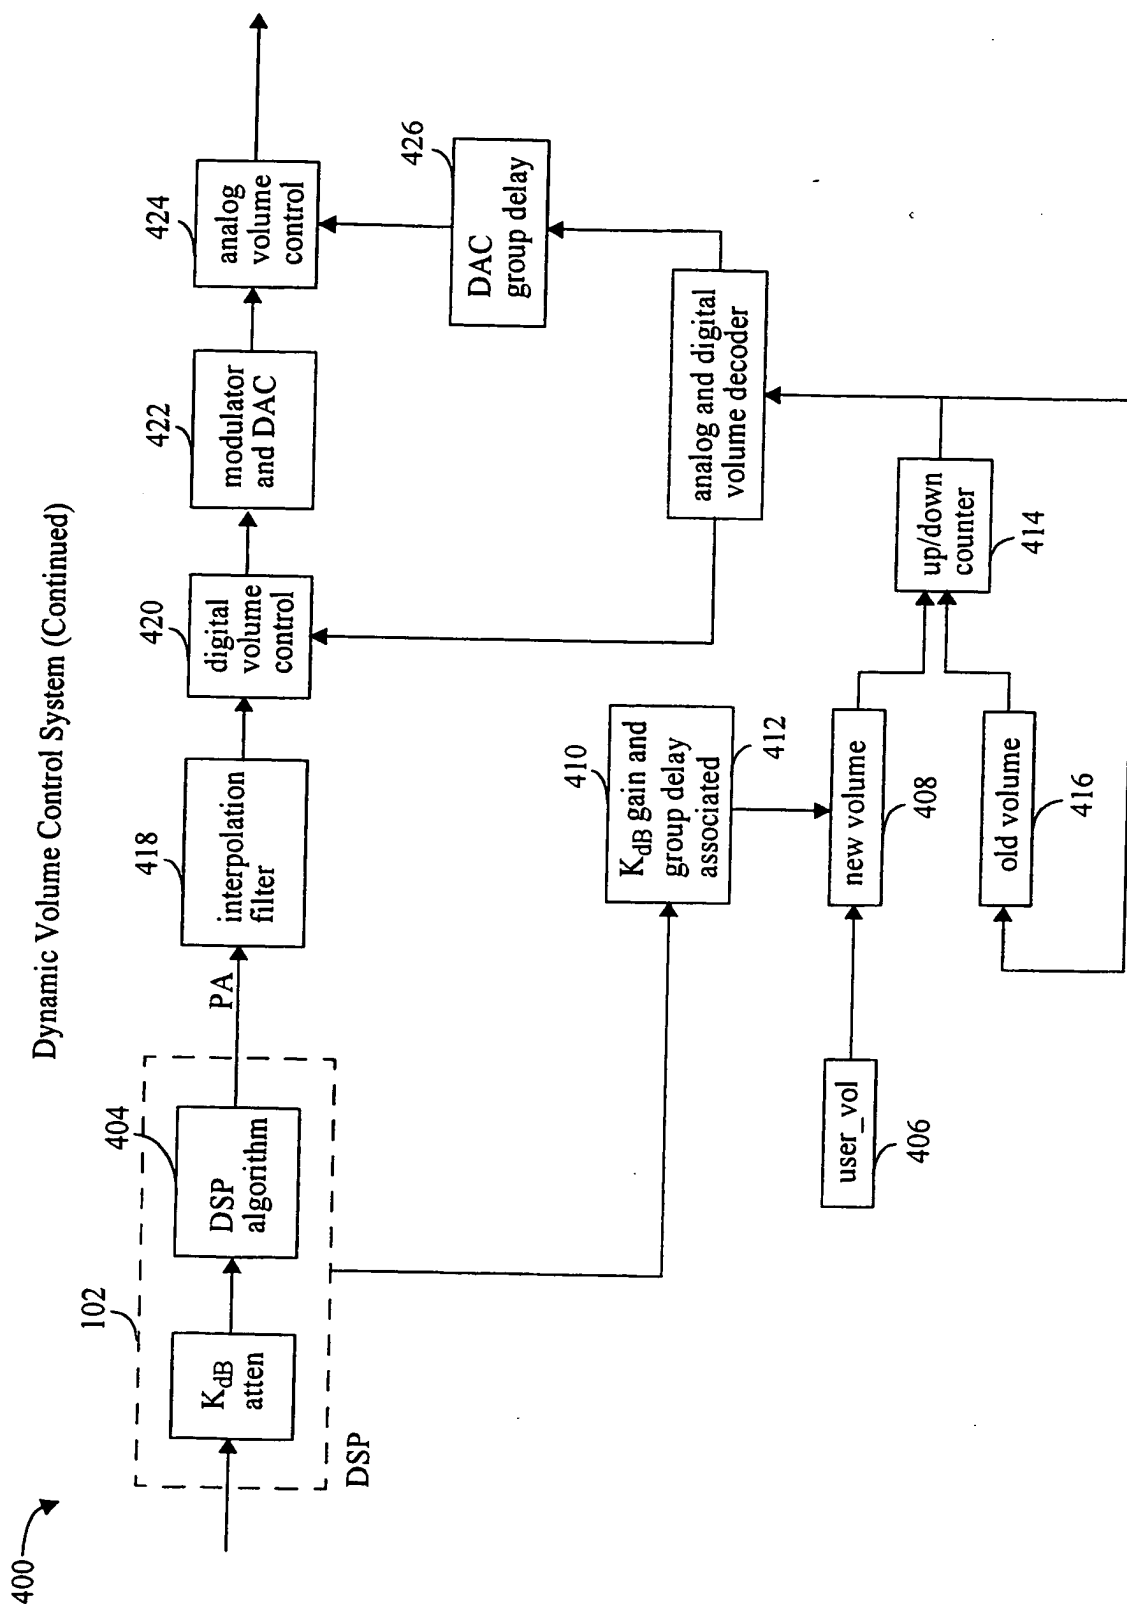 Dynamic Volume Control System (Continued)
400
102
404
K_dB
atten
DSP
algorithm
DSP
PA
418
interpolation
filter
420
digital
volume
control
422
modulator
and DAC
424
analog
volume
control
426
DAC
group delay
analog and digital
volume decoder
410
K_dB gain and
group delay
associated
412
user_vol
406
new volume
408
old volume
416
up/down
counter
414